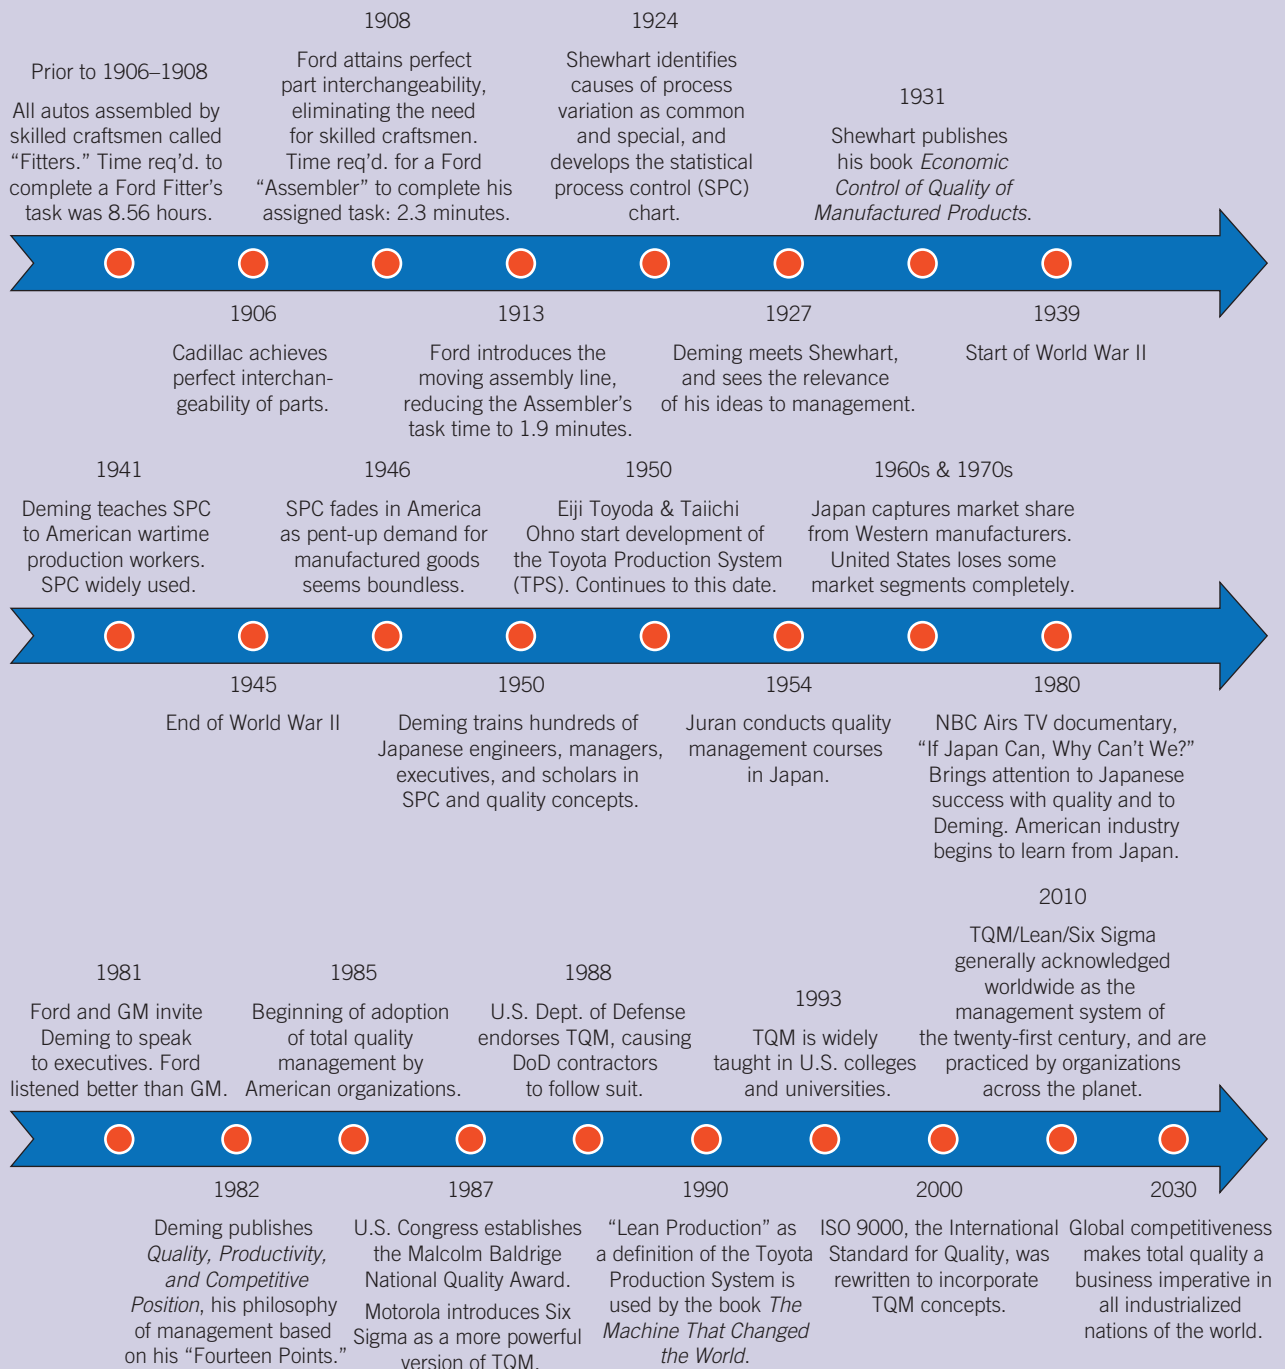 Prior to 1906–1908
All autos assembled by
skilled craftsmen called
“Fitters.” Time req’d. to
complete a Ford Fitter’s
task was 8.56 hours.
1906
Cadillac achieves
perfect interchan-
geability of parts.
1908
Ford attains perfect
part interchangeability,
eliminating the need
for skilled craftsmen.
Time req’d. for a Ford
“Assembler” to complete his
assigned task: 2.3 minutes.
1913
Ford introduces the
moving assembly line,
reducing the Assembler’s
task time to 1.9 minutes.
1924
Shewhart identifies
causes of process
variation as common
and special, and
develops the statistical
process control (SPC)
chart.
1927
Deming meets Shewhart,
and sees the relevance
of his ideas to management.
1931
Shewhart publishes
his book Economic
Control of Quality of
Manufactured Products.
1939
Start of World War II
1941
Deming teaches SPC
to American wartime
production workers.
SPC widely used.
1945
End of World War II
1946
SPC fades in America
as pent-up demand for
manufactured goods
seems boundless.
1950
Deming trains hundreds of
Japanese engineers, managers,
executives, and scholars in
SPC and quality concepts.
1950
Eiji Toyoda & Taiichi
Ohno start development of
the Toyota Production System
(TPS). Continues to this date.
1954
Juran conducts quality
management courses
in Japan.
1960s & 1970s
Japan captures market share
from Western manufacturers.
United States loses some
market segments completely.
1980
NBC Airs TV documentary,
“If Japan Can, Why Can’t We?”
Brings attention to Japanese
success with quality and to
Deming. American industry
begins to learn from Japan.
1981
Ford and GM invite
Deming to speak
to executives. Ford
listened better than GM.
1982
Deming publishes
Quality, Productivity,
and Competitive
Position, his philosophy
of management based
on his “Fourteen Points.”
1985
Beginning of adoption
of total quality
management by
American organizations.
1987
U.S. Congress establishes
the Malcolm Baldrige
National Quality Award.
Motorola introduces Six
Sigma as a more powerful
version of TQM.
1988
U.S. Dept. of Defense
endorses TQM, causing
DoD contractors
to follow suit.
1990
“Lean Production” as
a definition of the Toyota
Production System is
used by the book The
Machine That Changed
the World.
1993
TQM is widely
taught in U.S. colleges
and universities.
2000
ISO 9000, the International
Standard for Quality, was
rewritten to incorporate
TQM concepts.
2010
TQM/Lean/Six Sigma
generally acknowledged
worldwide as the
management system of
the twenty-first century, and are
practiced by organizations
across the planet.
2030
Global competitiveness
makes total quality a
business imperative in
all industrialized
nations of the world.